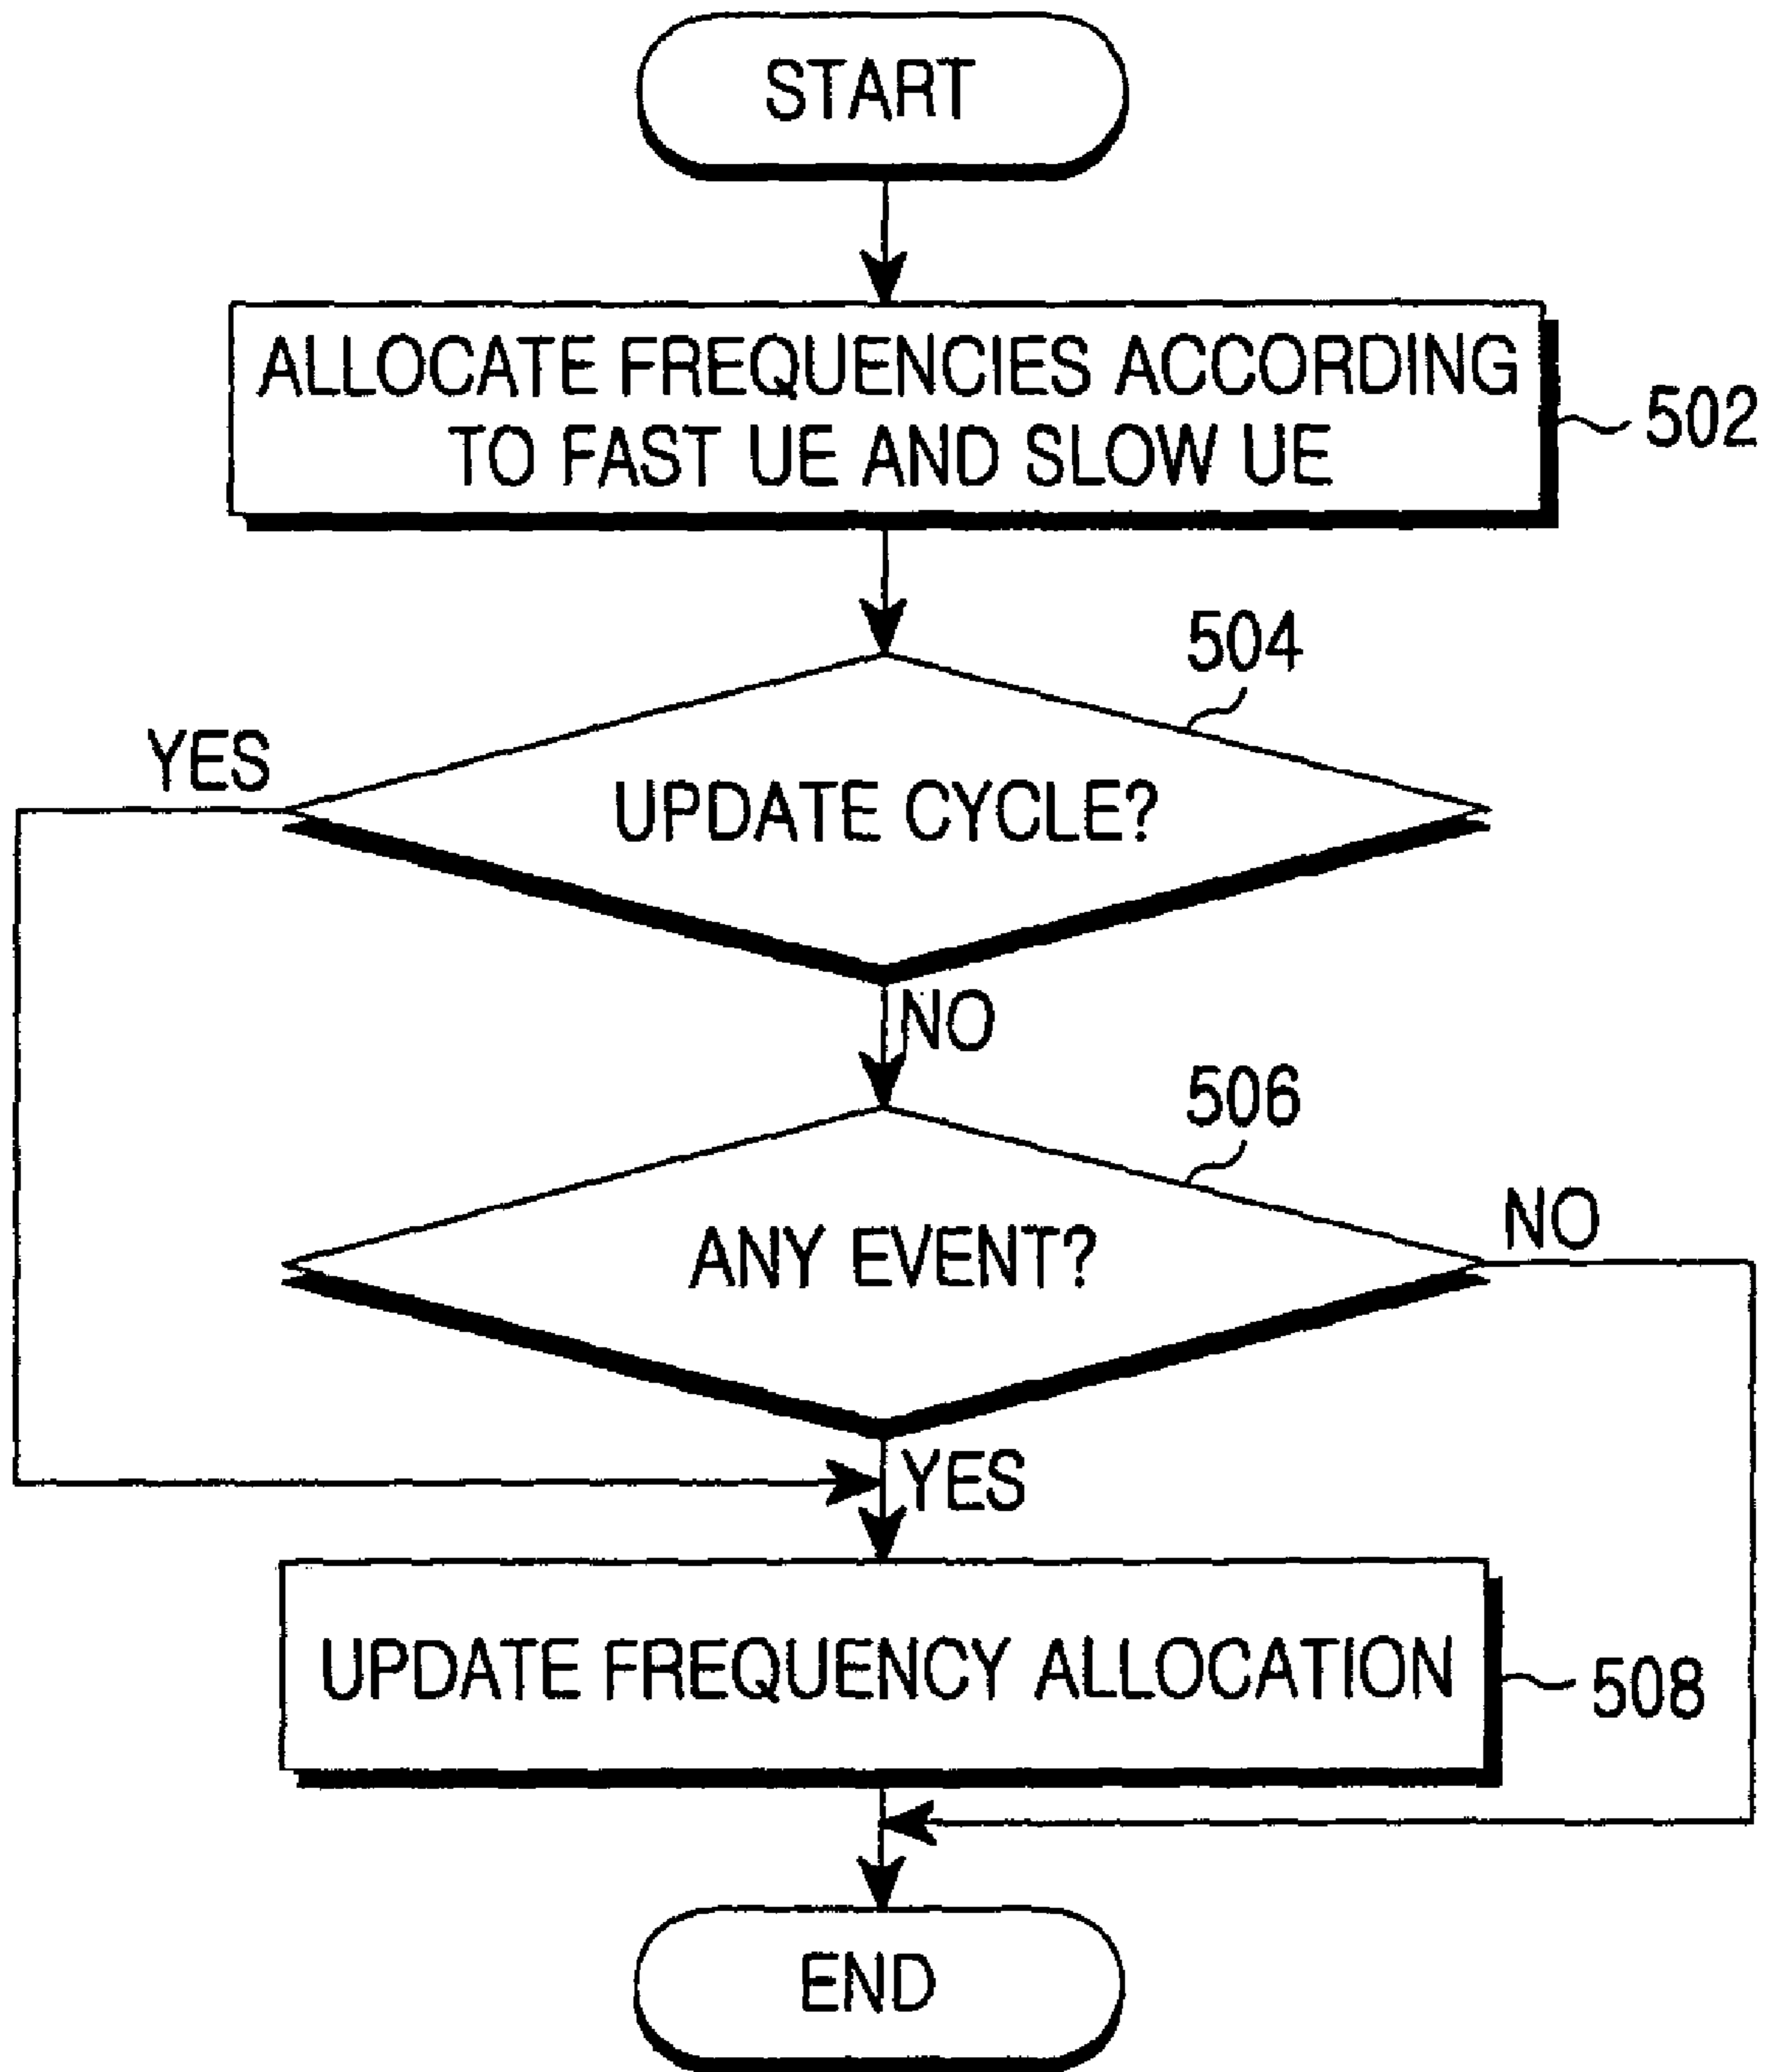 START
ALLOCATE FREQUENCIES ACCORDING
TO FAST UE AND SLOW UE
502
504
YES
UPDATE CYCLE?
NO
506
NO
ANY EVENT?
YES
UPDATE FREQUENCY ALLOCATION
508
END